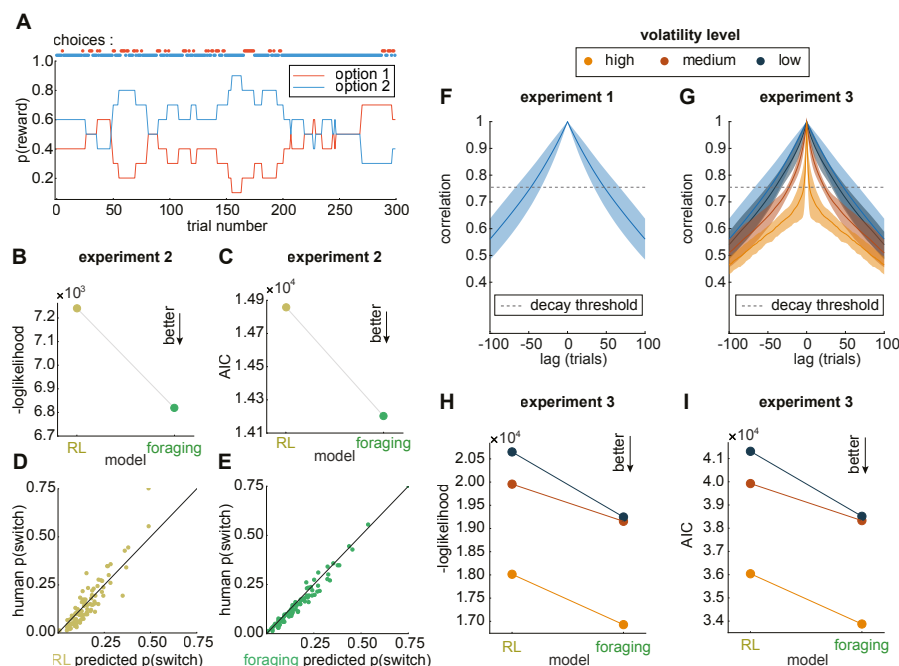 A
choices :
p(reward)
1.0
0.8
0.6
0.4
0.2
option 1
option 2
0 50 100 150 200 250 300
trial number
volatility level
high medium low
B
experiment 2
×10³
-loglikelihood
7.2
7.1
7.0
6.9
6.8
6.7
better
RL foraging
model
C
experiment 2
×10⁴
AIC
1.49
1.47
1.45
1.43
1.41
better
RL foraging
model
D
human p(switch)
0.75
0.50
0.25
0.00
0 0.25 0.50 0.75
RL predicted p(switch)
E
human p(switch)
0.75
0.50
0.25
0.00
0.25 0.50 0.75
foraging predicted p(switch)
F
experiment 1
correlation
1
0.9
0.8
0.7
0.6
0.5
0.4
decay threshold
-100 -50 0 50 100
lag (trials)
G
experiment 3
correlation
1
0.9
0.8
0.7
0.6
0.5
0.4
decay threshold
-100 -50 0 50 100
lag (trials)
H
experiment 3
×10⁴
-loglikelihood
2.05
2.00
1.95
1.90
1.85
1.80
1.75
1.70
better
RL foraging
model
I
experiment 3
×10⁴
AIC
4.1
4.0
3.9
3.8
3.7
3.6
3.5
3.4
better
RL foraging
model